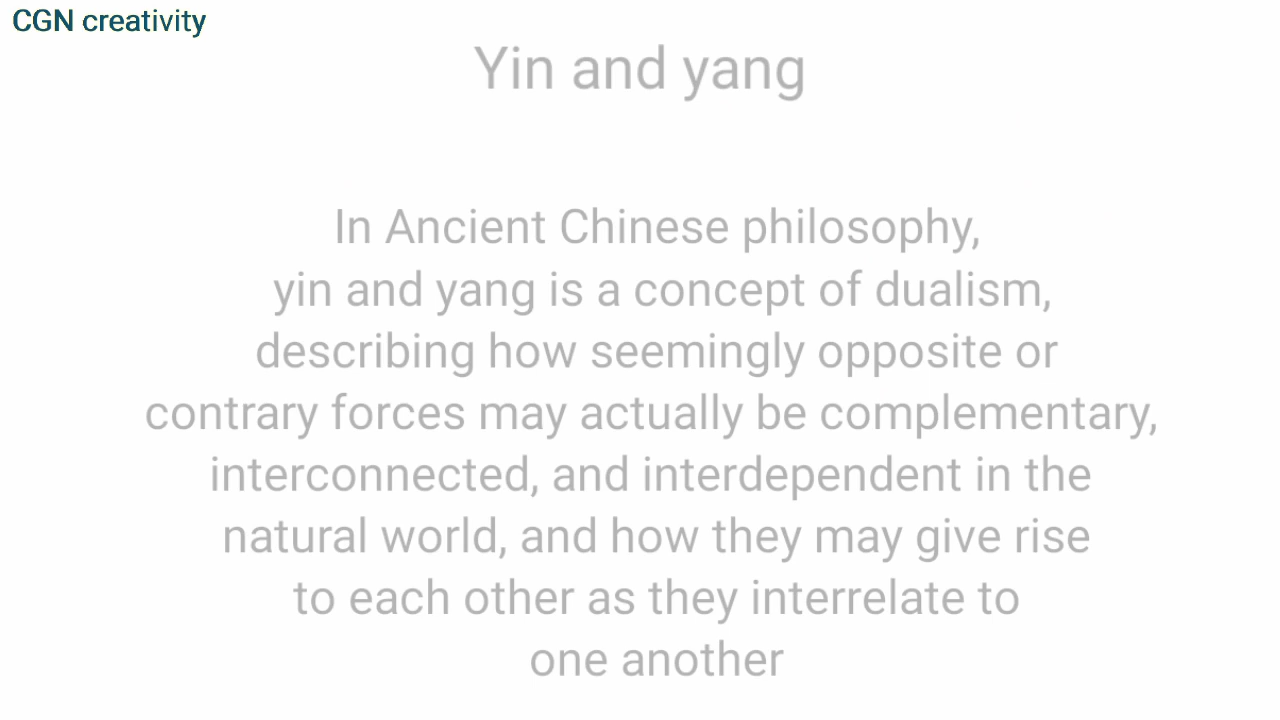 CGN creativity
Yin and yang
In Ancient Chinese philosophy,
yin and yang is a concept of dualism,
describing how seemingly opposite or
contrary forces may actually be complementary,
interconnected, and interdependent in the
natural world, and how they may give rise
to each other as they interrelate to
one another